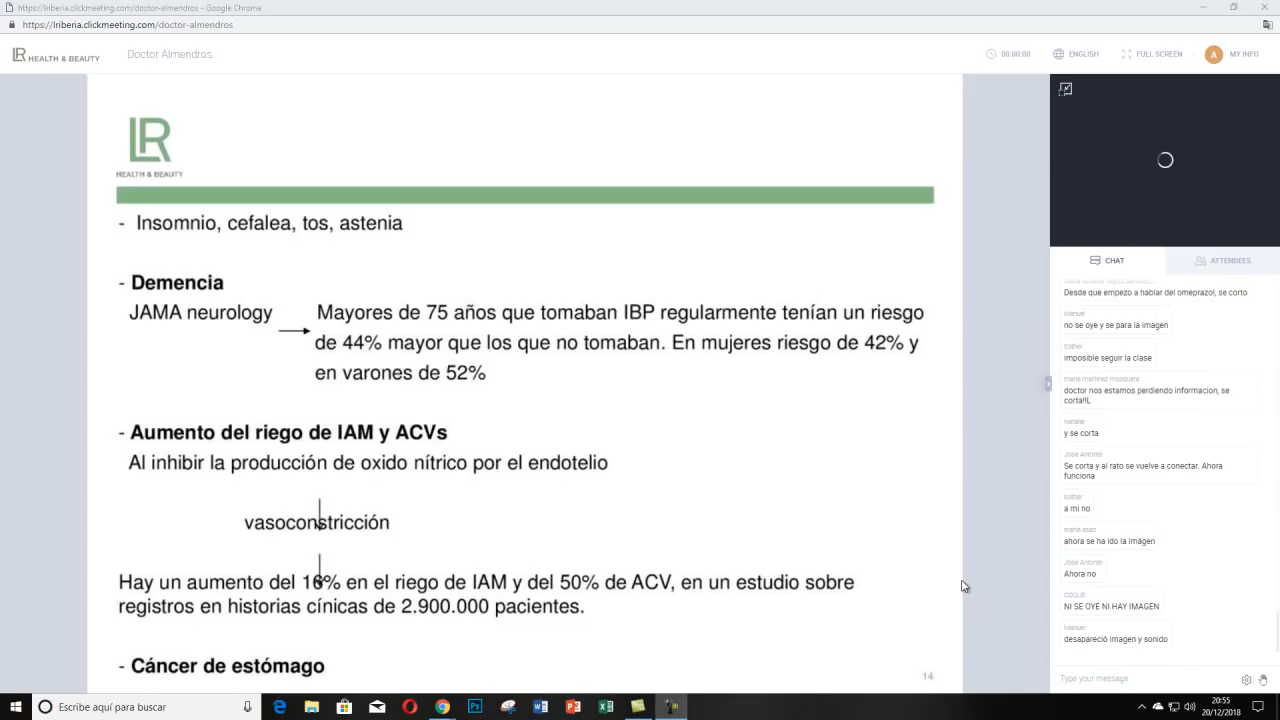 https://lriberia.clickmeeting.com/doctor-almendros - Google Chrome
https://lriberia.clickmeeting.com/doctor-almendros
LR HEALTH & BEAUTY
Doctor Almendros.
00:00:00
ENGLISH
FULL SCREEN
A
MY INFO
LR
HEALTH & BEAUTY
- Insomnio, cefalea, tos, astenia
- Demencia
JAMA neurology
Mayores de 75 años que tomaban IBP regularmente tenían un riesgo
de 44% mayor que los que no tomaban. En mujeres riesgo de 42% y
en varones de 52%
- Aumento del riego de IAM y ACVs
Al inhibir la producción de oxido nítrico por el endotelio
vasoconstricción
Hay un aumento del 16% en el riego de IAM y del 50% de ACV, en un estudio sobre
registros en historias cínicas de 2.900.000 pacientes.
- Cáncer de estómago
14
CHAT
ATTENDEES
Desde que empezo a hablar del omeprazol, se corto
Manuel
no se oye y se para la imagen
Esther
imposible seguir la clase
maria martinez mosquera
doctor nos estamos perdiendo informacion, se
corta!!L
Natalia
y se corta
Jose Antonio
Se corta y al rato se vuelve a conectar. Ahora
funciona
Esther
a mi no
maria acaz
ahora se ha ido la imágen
Jose Antonio
Ahora no
COQUE
NI SE OYE NI HAY IMAGEN
Manuel
desapareció imagen y sonido
Type your message
Escribe aquí para buscar
20:55
20/12/2018